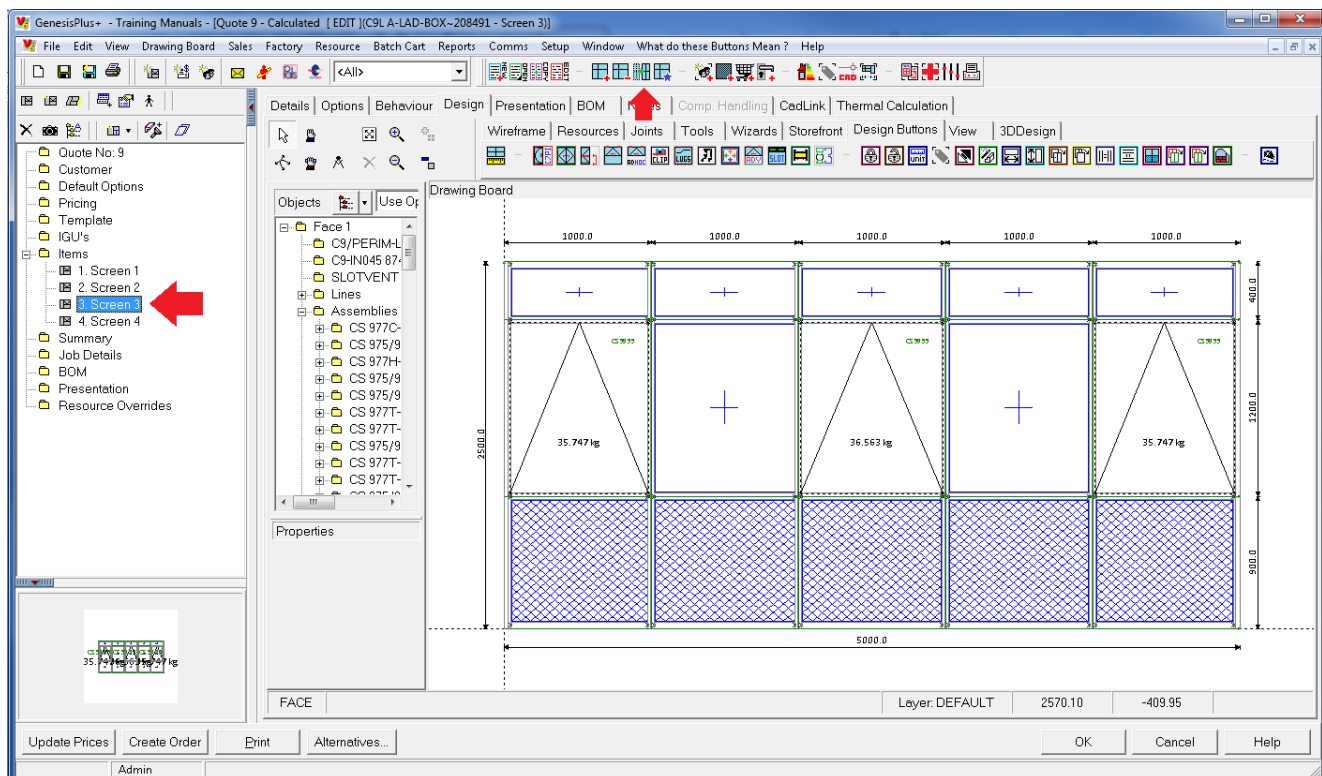 GenesisPlus+ - Training Manuals - [Quote 9 - Calculated [ EDIT ](C9L A-LAD-BOX~208491 - Screen 3)]
File Edit View Drawing Board Sales Factory Resource Batch Cart Reports Comms Setup Window What do these Buttons Mean ? Help
<All>
Details Options Behaviour Design Presentation BOM Comp. Handling CadLink Thermal Calculation
Wireframe Resources Joints Tools Wizards Storefront Design Buttons View 3DDesign
Quote No: 9
Customer
Default Options
Pricing
Template
IGU's
Items
1. Screen 1
2. Screen 2
3. Screen 3
4. Screen 4
Summary
Job Details
BOM
Presentation
Resource Overrides
Objects Use Op
Face 1
C9/PERIM-L
C9-IN045 874
SLOTVENT
Lines
Assemblies
CS 977C-
CS 975/9
CS 977H-
CS 975/9
CS 975/9
CS 977T-
CS 977T-
CS 975/9
CS 977T-
CS 977T-
Properties
Drawing Board
1000.0 1000.0 1000.0 1000.0 1000.0
400.0
1200.0
900.0
2500.0
35.747 kg 36.563 kg 35.747 kg
5000.0
FACE Layer: DEFAULT 2570.10 -409.95
Update Prices Create Order Print Alternatives... OK Cancel Help
Admin